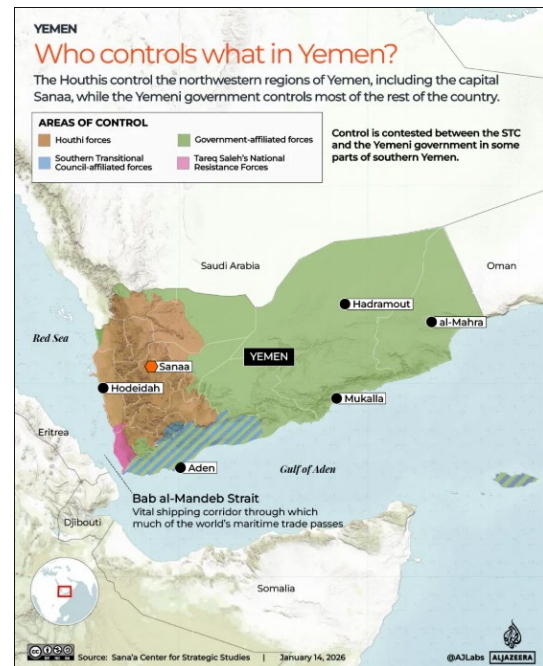 YEMEN
Who controls what in Yemen?
The Houthis control the northwestern regions of Yemen, including the capital
Sanaa, while the Yemeni government controls most of the rest of the country.
AREAS OF CONTROL
Houthi forces
Government-affiliated forces
Southern Transitional
Council-affiliated forces
Tareq Saleh's National
Resistance Forces
Control is contested between the STC
and the Yemeni government in some
parts of southern Yemen.
Saudi Arabia
Oman
Hadramout
al-Mahra
Red Sea
YEMEN
Sanaa
Hodeidah
Mukalla
Eritrea
Aden
Gulf of Aden
Bab al-Mandeb Strait
Vital shipping corridor through which
much of the world's maritime trade passes
Djibouti
Somalia
Source: Sana'a Center for Strategic Studies | January 14, 2026
@AJLabs
ALJAZEERA